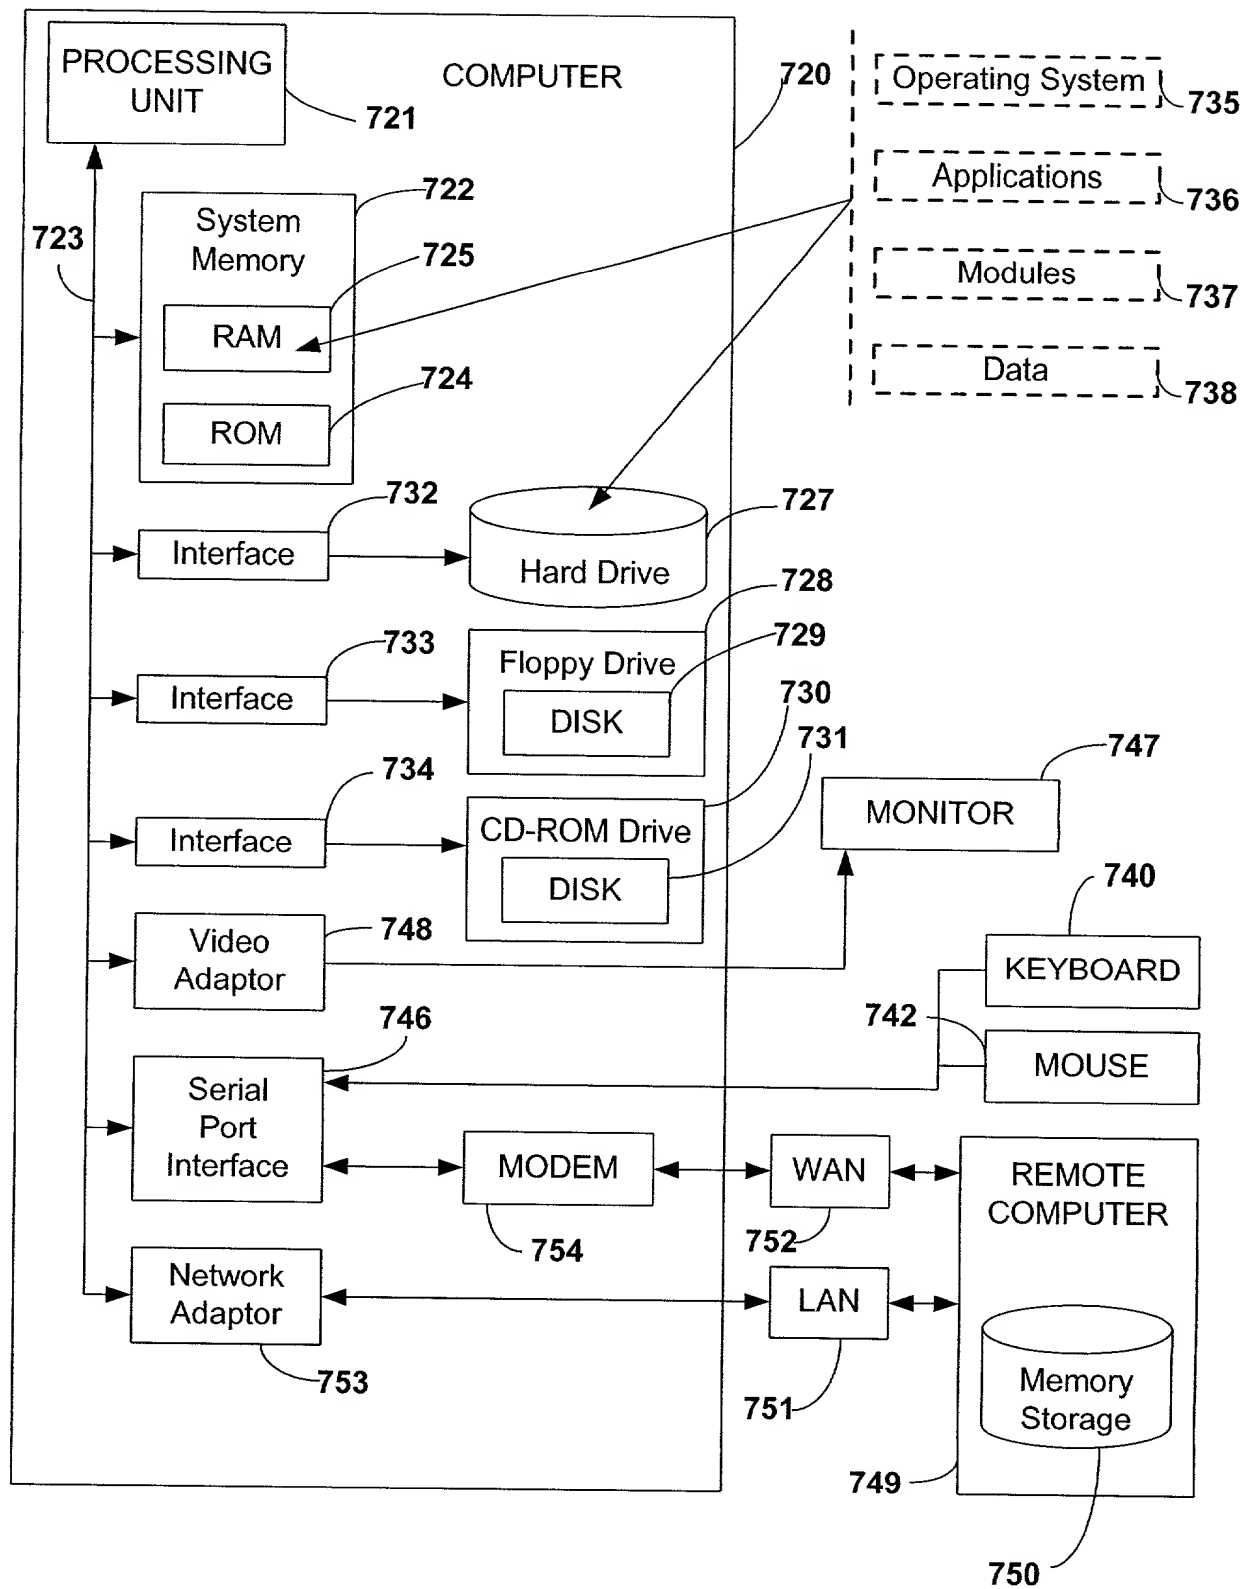 PROCESSING
UNIT
721
COMPUTER
720
Operating System
735
Applications
736
Modules
737
Data
738
723
System
Memory
722
RAM
725
ROM
724
Interface
732
Hard Drive
727
Interface
733
Floppy Drive
728
DISK
729
Interface
734
CD-ROM Drive
730
DISK
731
MONITOR
747
Video
Adaptor
748
KEYBOARD
740
MOUSE
742
Serial
Port
Interface
746
MODEM
754
WAN
752
REMOTE
COMPUTER
749
Network
Adaptor
753
LAN
751
Memory
Storage
750